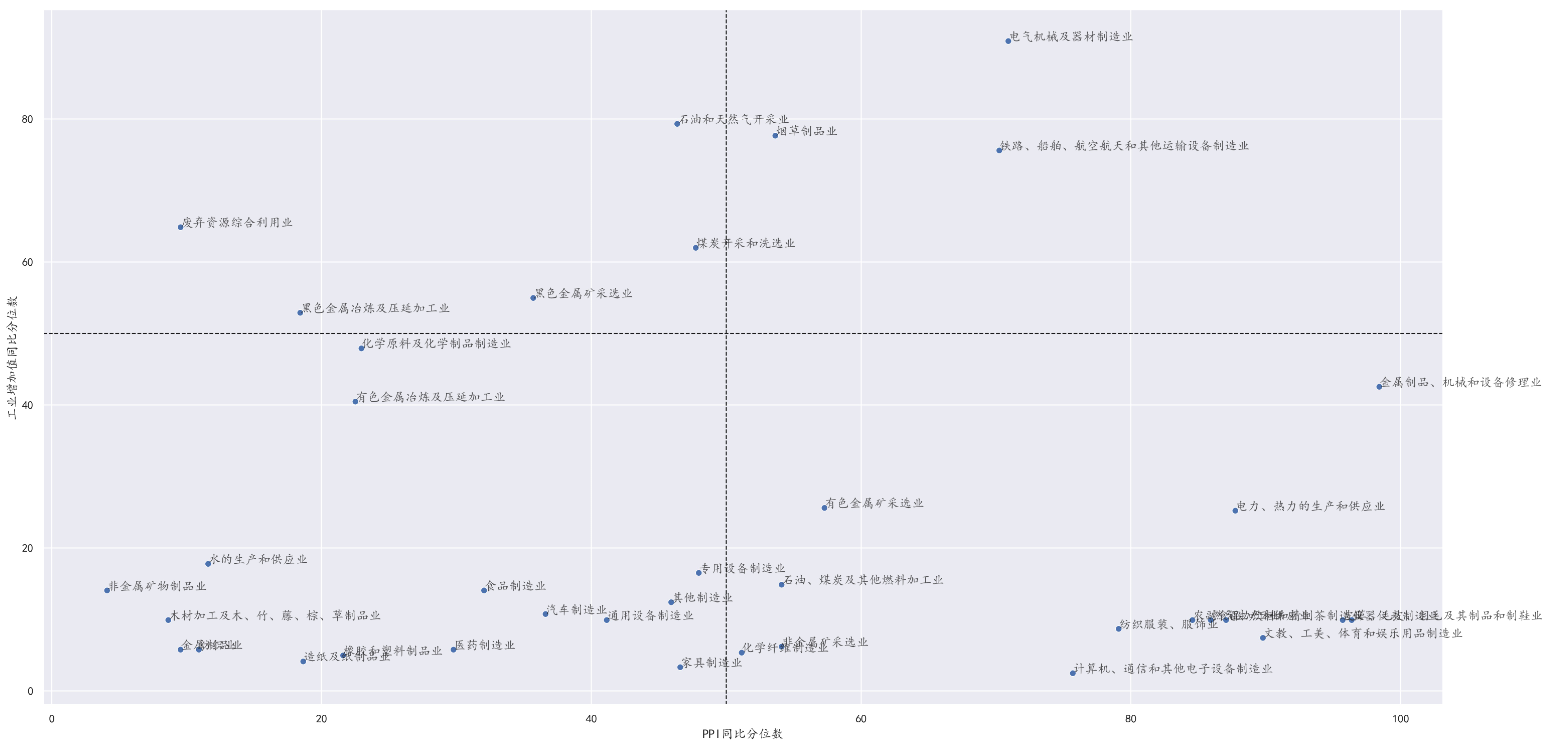 电气机械及器材制造业
石油和天然气开采业
烟草制品业
铁路、船舶、航空航天和其他运输设备制造业
废弃资源综合利用业
煤炭开采和洗选业
黑色金属矿采选业
黑色金属冶炼及压延加工业
化学原料及化学制品制造业
金属制品、机械和设备修理业
有色金属冶炼及压延加工业
有色金属矿采选业
电力、热力的生产和供应业
水的生产和供应业
专用设备制造业
石油、煤炭及其他燃料加工业
非金属矿物制品业
食品制造业
其他制造业
汽车制造业
通用设备制造业
木材加工及木、竹、藤、棕、草制品业
纺织服装、服饰业
文教、工美、体育和娱乐用品制造业
金属制品业
造纸及纸制品业
橡胶和塑料制品业
医药制造业
非金属矿采选业
化学纤维制造业
家具制造业
计算机、通信和其他电子设备制造业
80
60
40
20
0
0 20 40 60 80 100
工业增加值同比分位数
PPI同比分位数